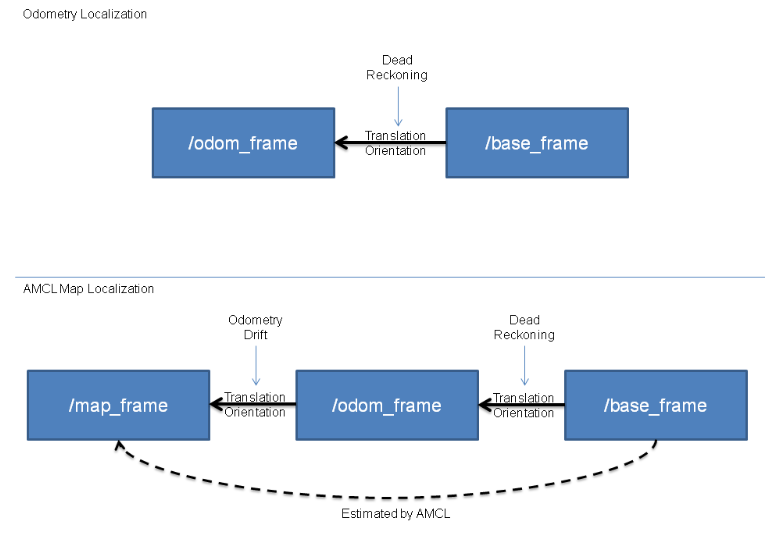 Odometry Localization
Dead
Reckoning
/odom_frame
Translation
Orientation
/base_frame
AMCL Map Localization
Odometry
Drift
Dead
Reckoning
/map_frame
Translation
Orientation
/odom_frame
Translation
Orientation
/base_frame
Estimated by AMCL